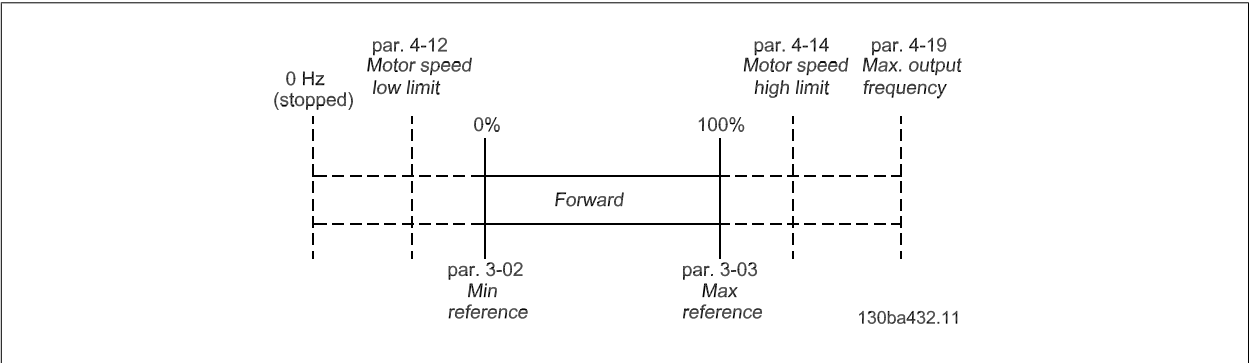 0 Hz
(stopped)
par. 4-12
Motor speed
low limit
par. 4-14
Motor speed
high limit
par. 4-19
Max. output
frequency
0%
100%
Forward
par. 3-02
Min
reference
par. 3-03
Max
reference
130ba432.11